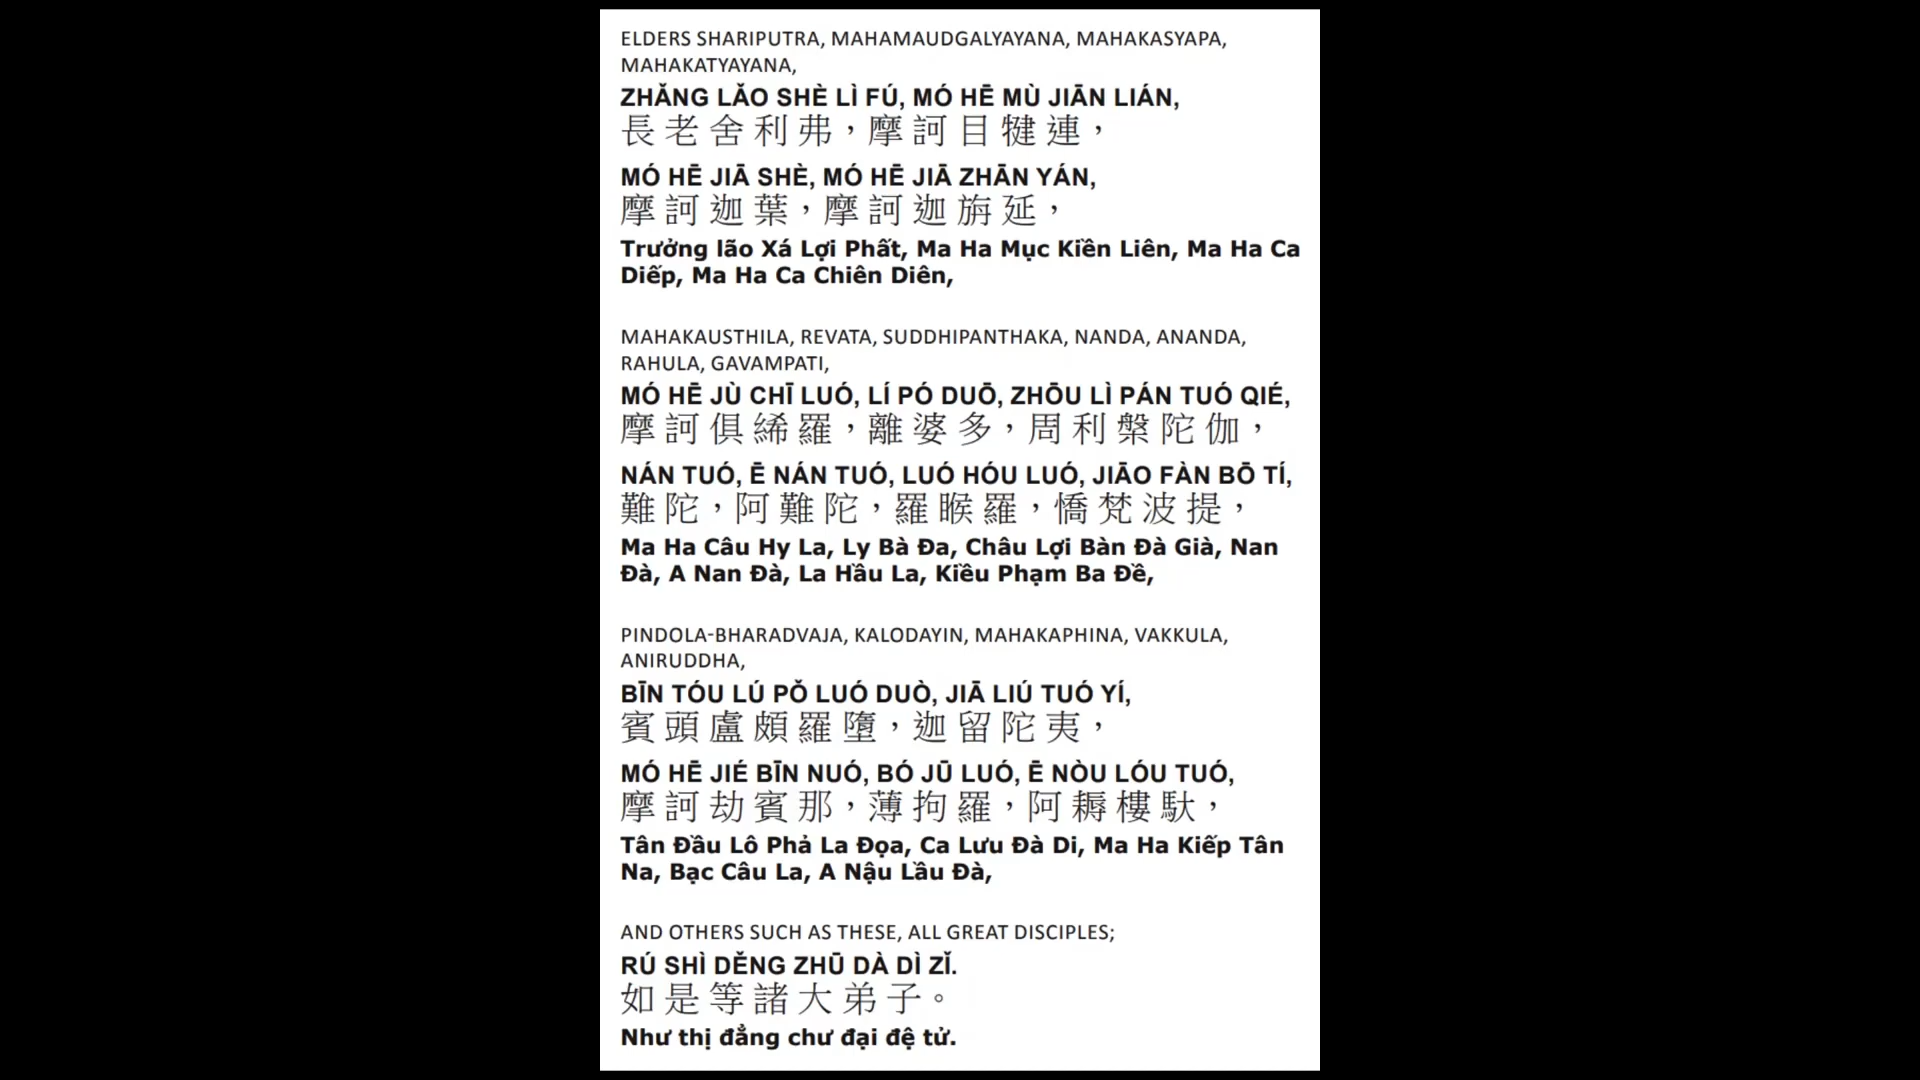 ELDERS SHARIPUTRA, MAHAMAUDGALYAYANA, MAHAKASYAPA,
MAHAKATYAYANA,
ZHǍNG LǍO SHÈ LÌ FÚ, MÓ HĒ MÙ JIĀN LIÁN,
長老舍利弗，摩訶目犍連，
MÓ HĒ JIĀ SHÈ, MÓ HĒ JIĀ ZHĀN YÁN,
摩訶迦葉，摩訶迦旃延，
Trưởng lão Xá Lợi Phất, Ma Ha Mục Kiền Liên, Ma Ha Ca
Diếp, Ma Ha Ca Chiên Diên,
MAHAKAUSTHILA, REVATA, SUDDHIPANTHAKA, NANDA, ANANDA,
RAHULA, GAVAMPATI,
MÓ HĒ JÙ CHĪ LUÓ, LÍ PÓ DUŌ, ZHŌU LÌ PÁN TUÓ QIÉ,
摩訶俱絺羅，離婆多，周利槃陀伽，
NÁN TUÓ, Ē NÁN TUÓ, LUÓ HÓU LUÓ, JIĀO FÀN BŌ TÍ,
難陀，阿難陀，羅睺羅，憍梵波提，
Ma Ha Câu Hy La, Ly Bà Đa, Châu Lợi Bàn Đà Già, Nan
Đà, A Nan Đà, La Hầu La, Kiều Phạm Ba Đề,
PINDOLA-BHARADVAJA, KALODAYIN, MAHAKAPHINA, VAKKULA,
ANIRUDDHA,
BĪN TÓU LÚ PǑ LUÓ DUÒ, JIĀ LIÚ TUÓ YÍ,
賓頭盧頗羅墮，迦留陀夷，
MÓ HĒ JIÉ BĪN NUÓ, BÓ JŪ LUÓ, Ē NÒU LÓU TUÓ,
摩訶劫賓那，薄拘羅，阿耨樓馱，
Tân Đầu Lô Phả La Đọa, Ca Lưu Đà Di, Ma Ha Kiếp Tân
Na, Bạc Câu La, A Nậu Lầu Đà,
AND OTHERS SUCH AS THESE, ALL GREAT DISCIPLES;
RÚ SHÌ DĚNG ZHŪ DÀ DÌ ZǏ.
如是等諸大弟子。
Như thị đẳng chư đại đệ tử.